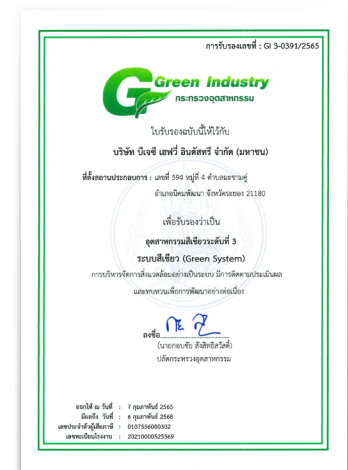 การรับรองเลขที่ : GI 3-0391/2565
Green Industry
กระทรวงอุตสาหกรรม
ใบรับรองฉบับนี้ให้ไว้กับ
บริษัท บีเจซี เฮฟวี่ อินดัสทรี จำกัด (มหาชน)
ที่ตั้งสถานประกอบการ : เลขที่ 594 หมู่ที่ 4 ตำบลมะขามคู่
อำเภอนิคมพัฒนา จังหวัดระยอง 21180
เพื่อรับรองว่าเป็น
อุตสาหกรรมสีเขียวระดับที่ 3
ระบบสีเขียว (Green System)
การบริหารจัดการสิ่งแวดล้อมอย่างเป็นระบบ มีการติดตามประเมินผล
และทบทวนเพื่อการพัฒนาอย่างต่อเนื่อง
ลงชื่อ
(นายกอบชัย สังสิทธิสวัสดิ์)
ปลัดกระทรวงอุตสาหกรรม
ออกให้ ณ วันที่ : 7 กุมภาพันธ์ 2565
มีผลถึง วันที่ : 6 กุมภาพันธ์ 2568
เลขประจำตัวผู้เสียภาษี : 0107556000302
เลขทะเบียนโรงงาน : 20210000525569